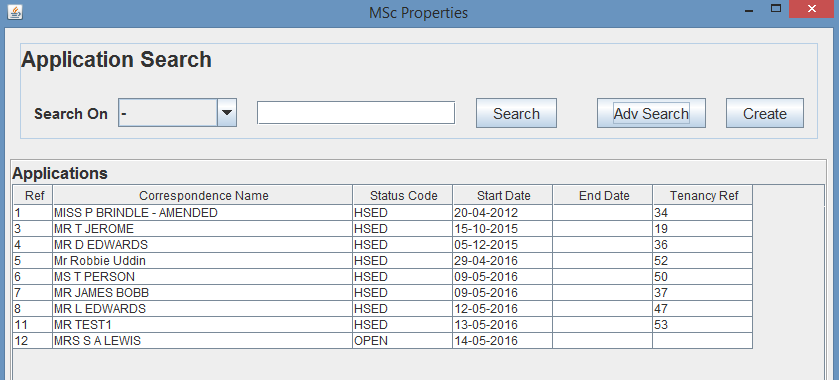 MSc Properties
Application Search
Search On - Search Adv Search Create
Applications
Ref Correspondence Name Status Code Start Date End Date Tenancy Ref
1 MISS P BRINDLE - AMENDED HSED 20-04-2012 34
3 MR T JEROME HSED 15-10-2015 19
4 MR D EDWARDS HSED 05-12-2015 36
5 Mr Robbie Uddin HSED 29-04-2016 52
6 MS T PERSON HSED 09-05-2016 50
7 MR JAMES BOBB HSED 09-05-2016 37
8 MR L EDWARDS HSED 12-05-2016 47
11 MR TEST1 HSED 13-05-2016 53
12 MRS S A LEWIS OPEN 14-05-2016